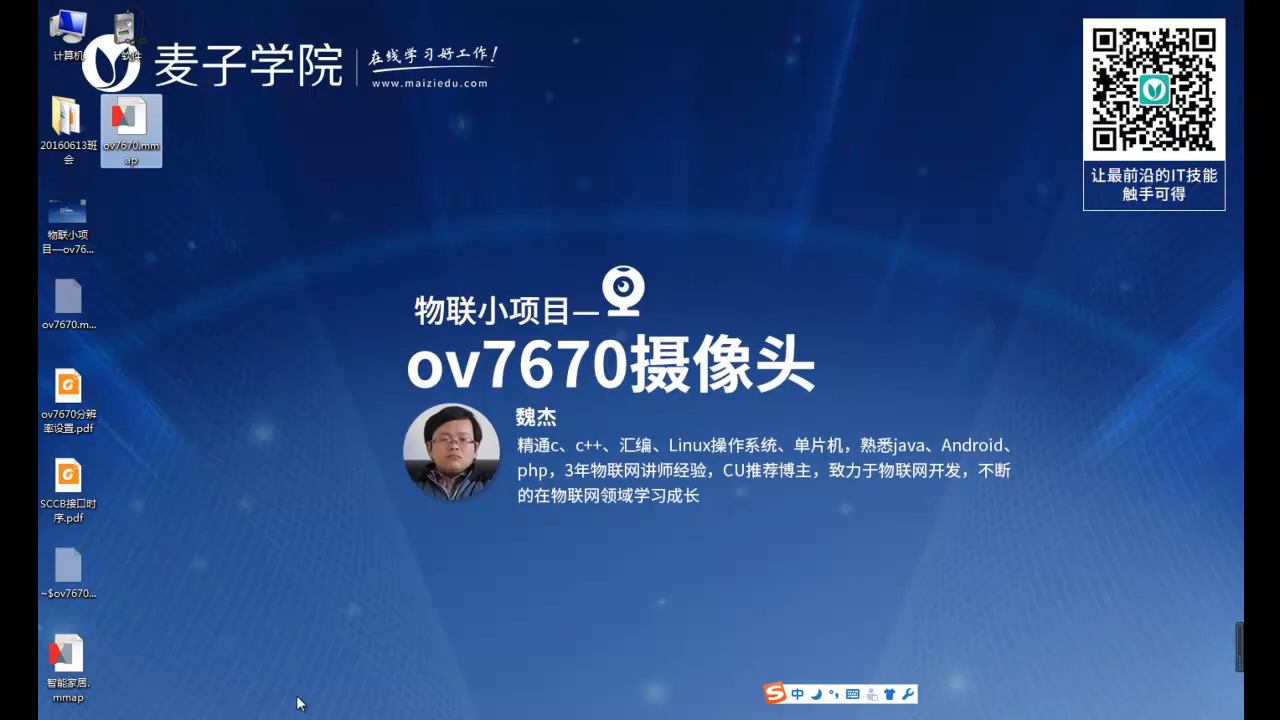 计算机
软件
麦子学院
在线学习好工作!
www.maiziedu.com
20160613班
会
ov7670.mm
ap
物联小项
目—ov76...
ov7670.m...
ov7670分辨
率设置.pdf
SCCB接口时
序.pdf
~$ov7670...
智能家居.
mmap
让最前沿的IT技能
触手可得
物联小项目—
ov7670摄像头
魏杰
精通c、c++、汇编、Linux操作系统、单片机，熟悉java、Android、
php，3年物联网讲师经验，CU推荐博主，致力于物联网开发，不断
的在物联网领域学习成长
中